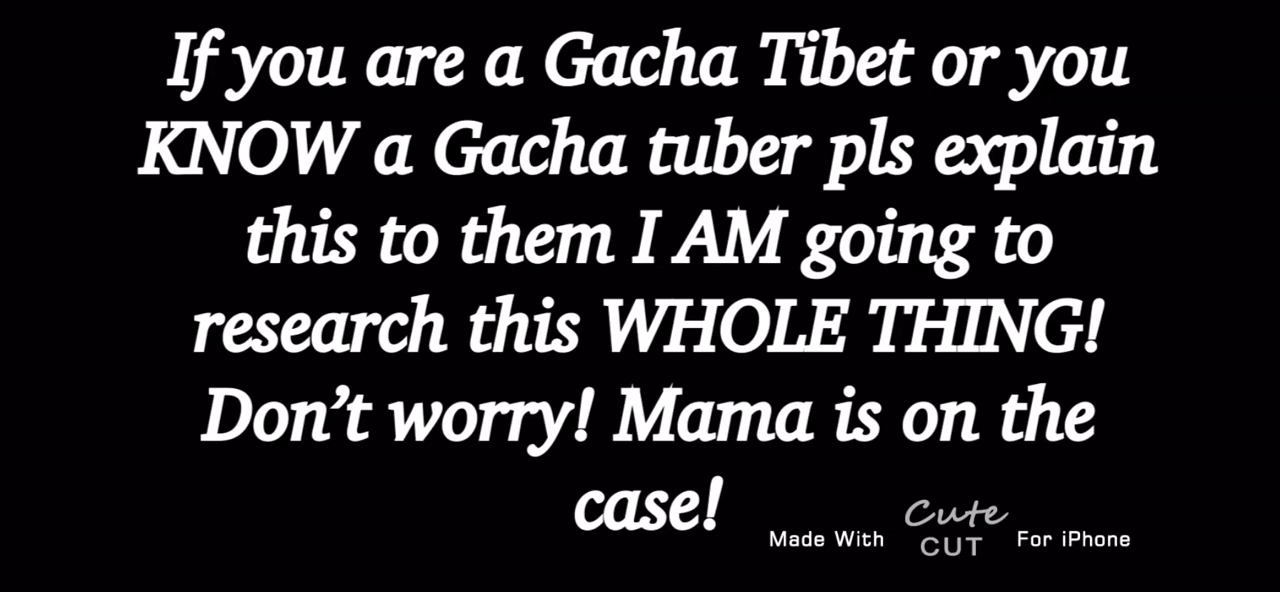 If you are a Gacha Tibet or you
KNOW a Gacha tuber pls explain
this to them I AM going to
research this WHOLE THING!
Don’t worry! Mama is on the
case!
Made With Cute CUT For iPhone